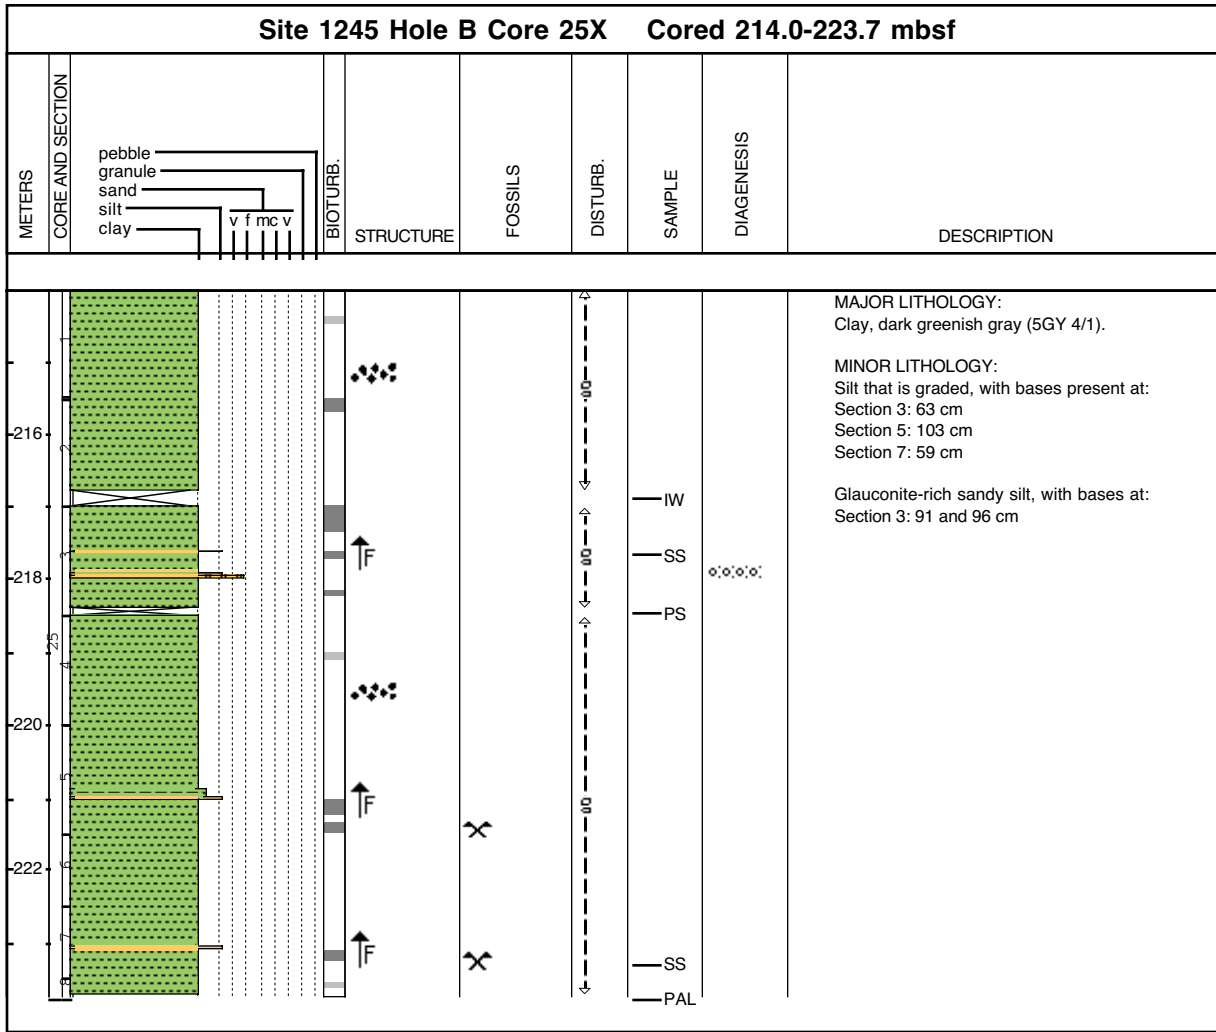 Site 1245 Hole B Core 25X Cored 214.0-223.7 mbsf
METERS
CORE AND SECTION
pebble
granule
sand
silt
clay
v f mc v
BIOTURB.
STRUCTURE
FOSSILS
DISTURB.
SAMPLE
DIAGENESIS
DESCRIPTION
MAJOR LITHOLOGY:
Clay, dark greenish gray (5GY 4/1).
MINOR LITHOLOGY:
Silt that is graded, with bases present at:
Section 3: 63 cm
Section 5: 103 cm
Section 7: 59 cm
Glauconite-rich sandy silt, with bases at:
Section 3: 91 and 96 cm
1
216
2
IW
3
F
SS
218
PS
25
4
220
5
F
6
222
7
F
SS
8
PAL